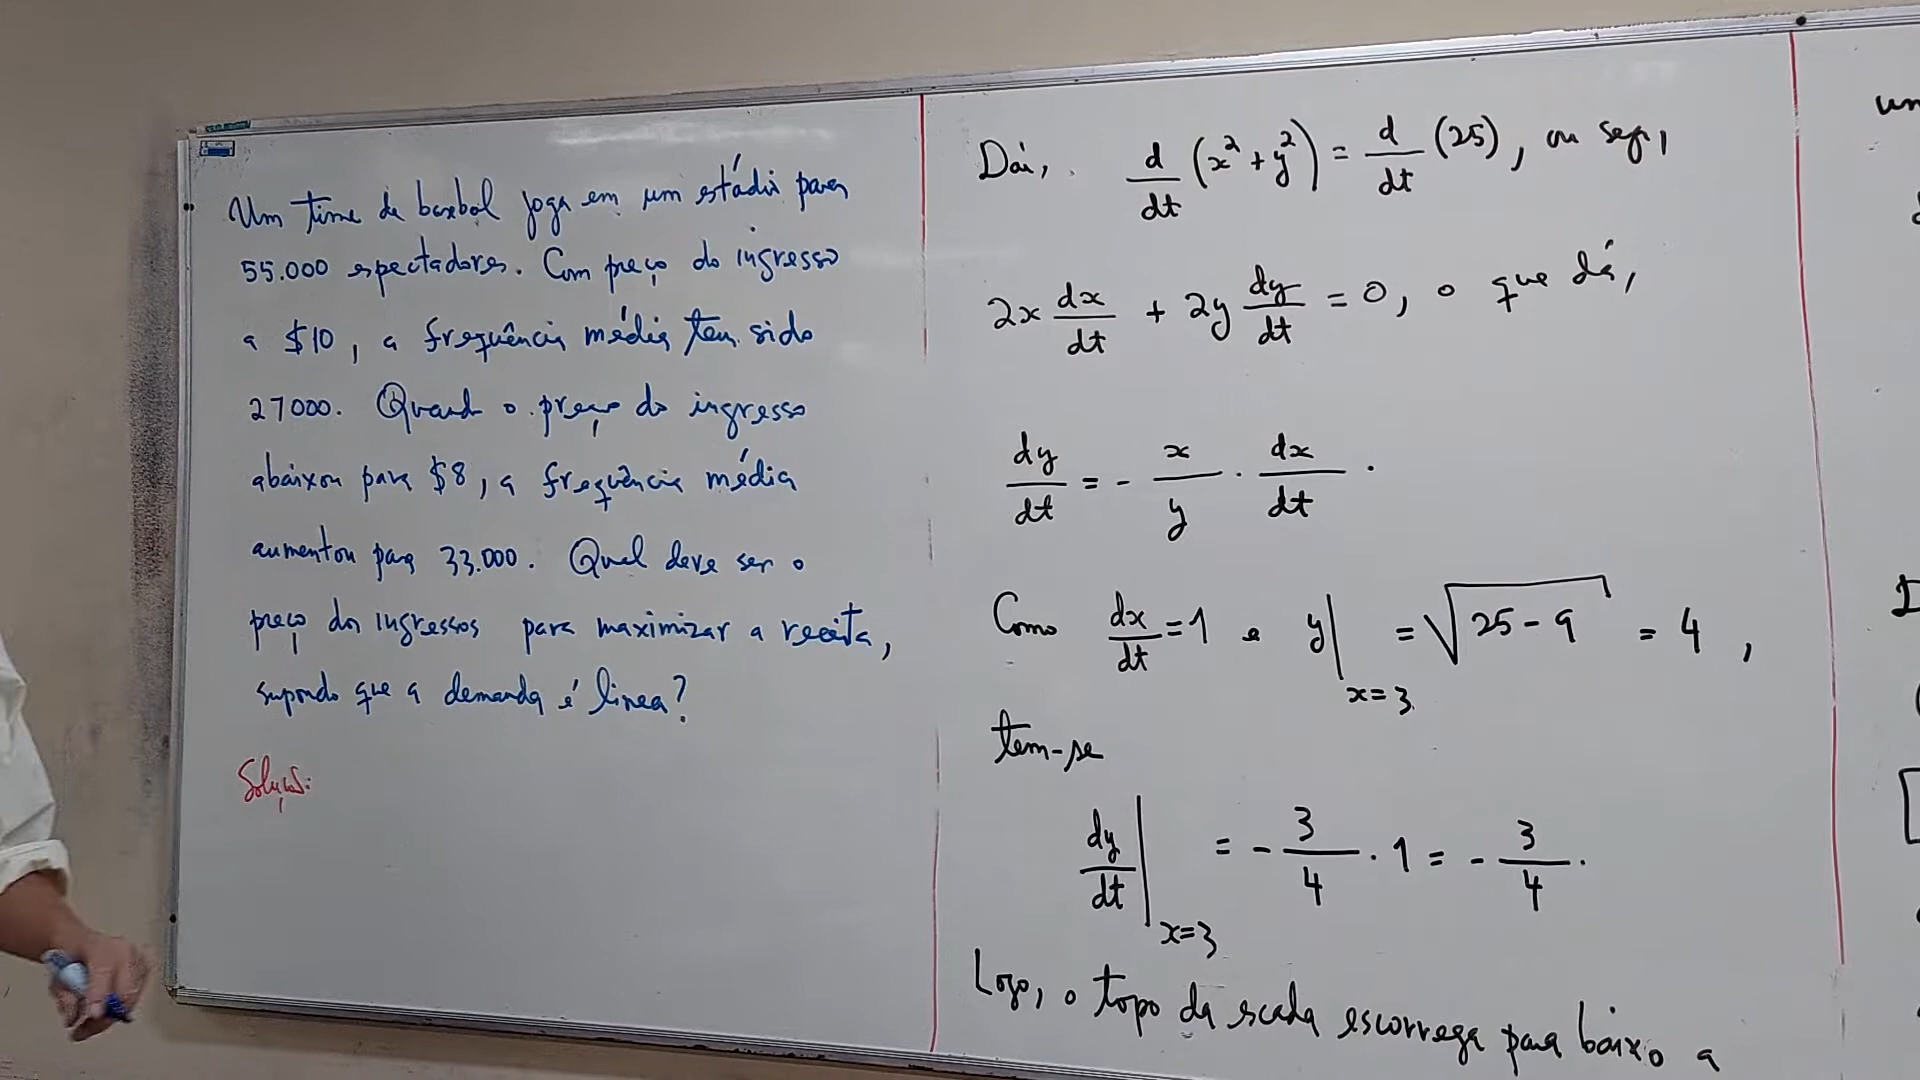 Um time de basebol joga em um estádio para
55.000 espectadores. Com preço do ingresso
a $10, a frequência média tem sido
27000. Quando o preço do ingresso
abaixou para $8, a frequência média
aumentou para 33.000. Qual deve ser o
preço dos ingressos para maximizar a receita,
supondo que a demanda é linear?
Solução:
Daí, d/dt (x² + y²) = d/dt (25), ou seja,
2x dx/dt + 2y dy/dt = 0, o que dá,
dy/dt = - x/y · dx/dt.
Como dx/dt = 1 e y|x=3 = √(25 - 9) = 4,
tem-se
dy/dt|x=3 = - 3/4 · 1 = - 3/4.
Logo, o topo da escada escorrega para baixo a